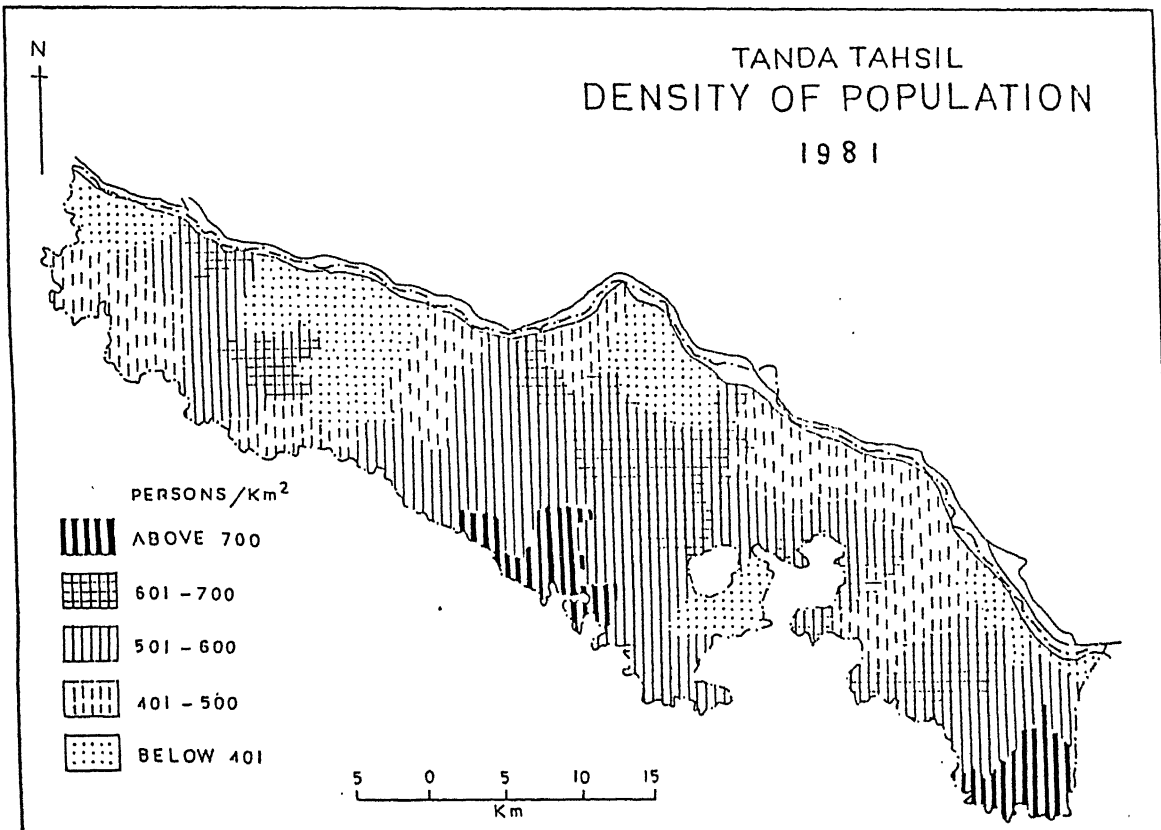 N
TANDA TAHSIL
DENSITY OF POPULATION
1981
PERSONS/Km²
ABOVE 700
601-700
501-600
401-500
BELOW 401
5 0 5 10 15
Km